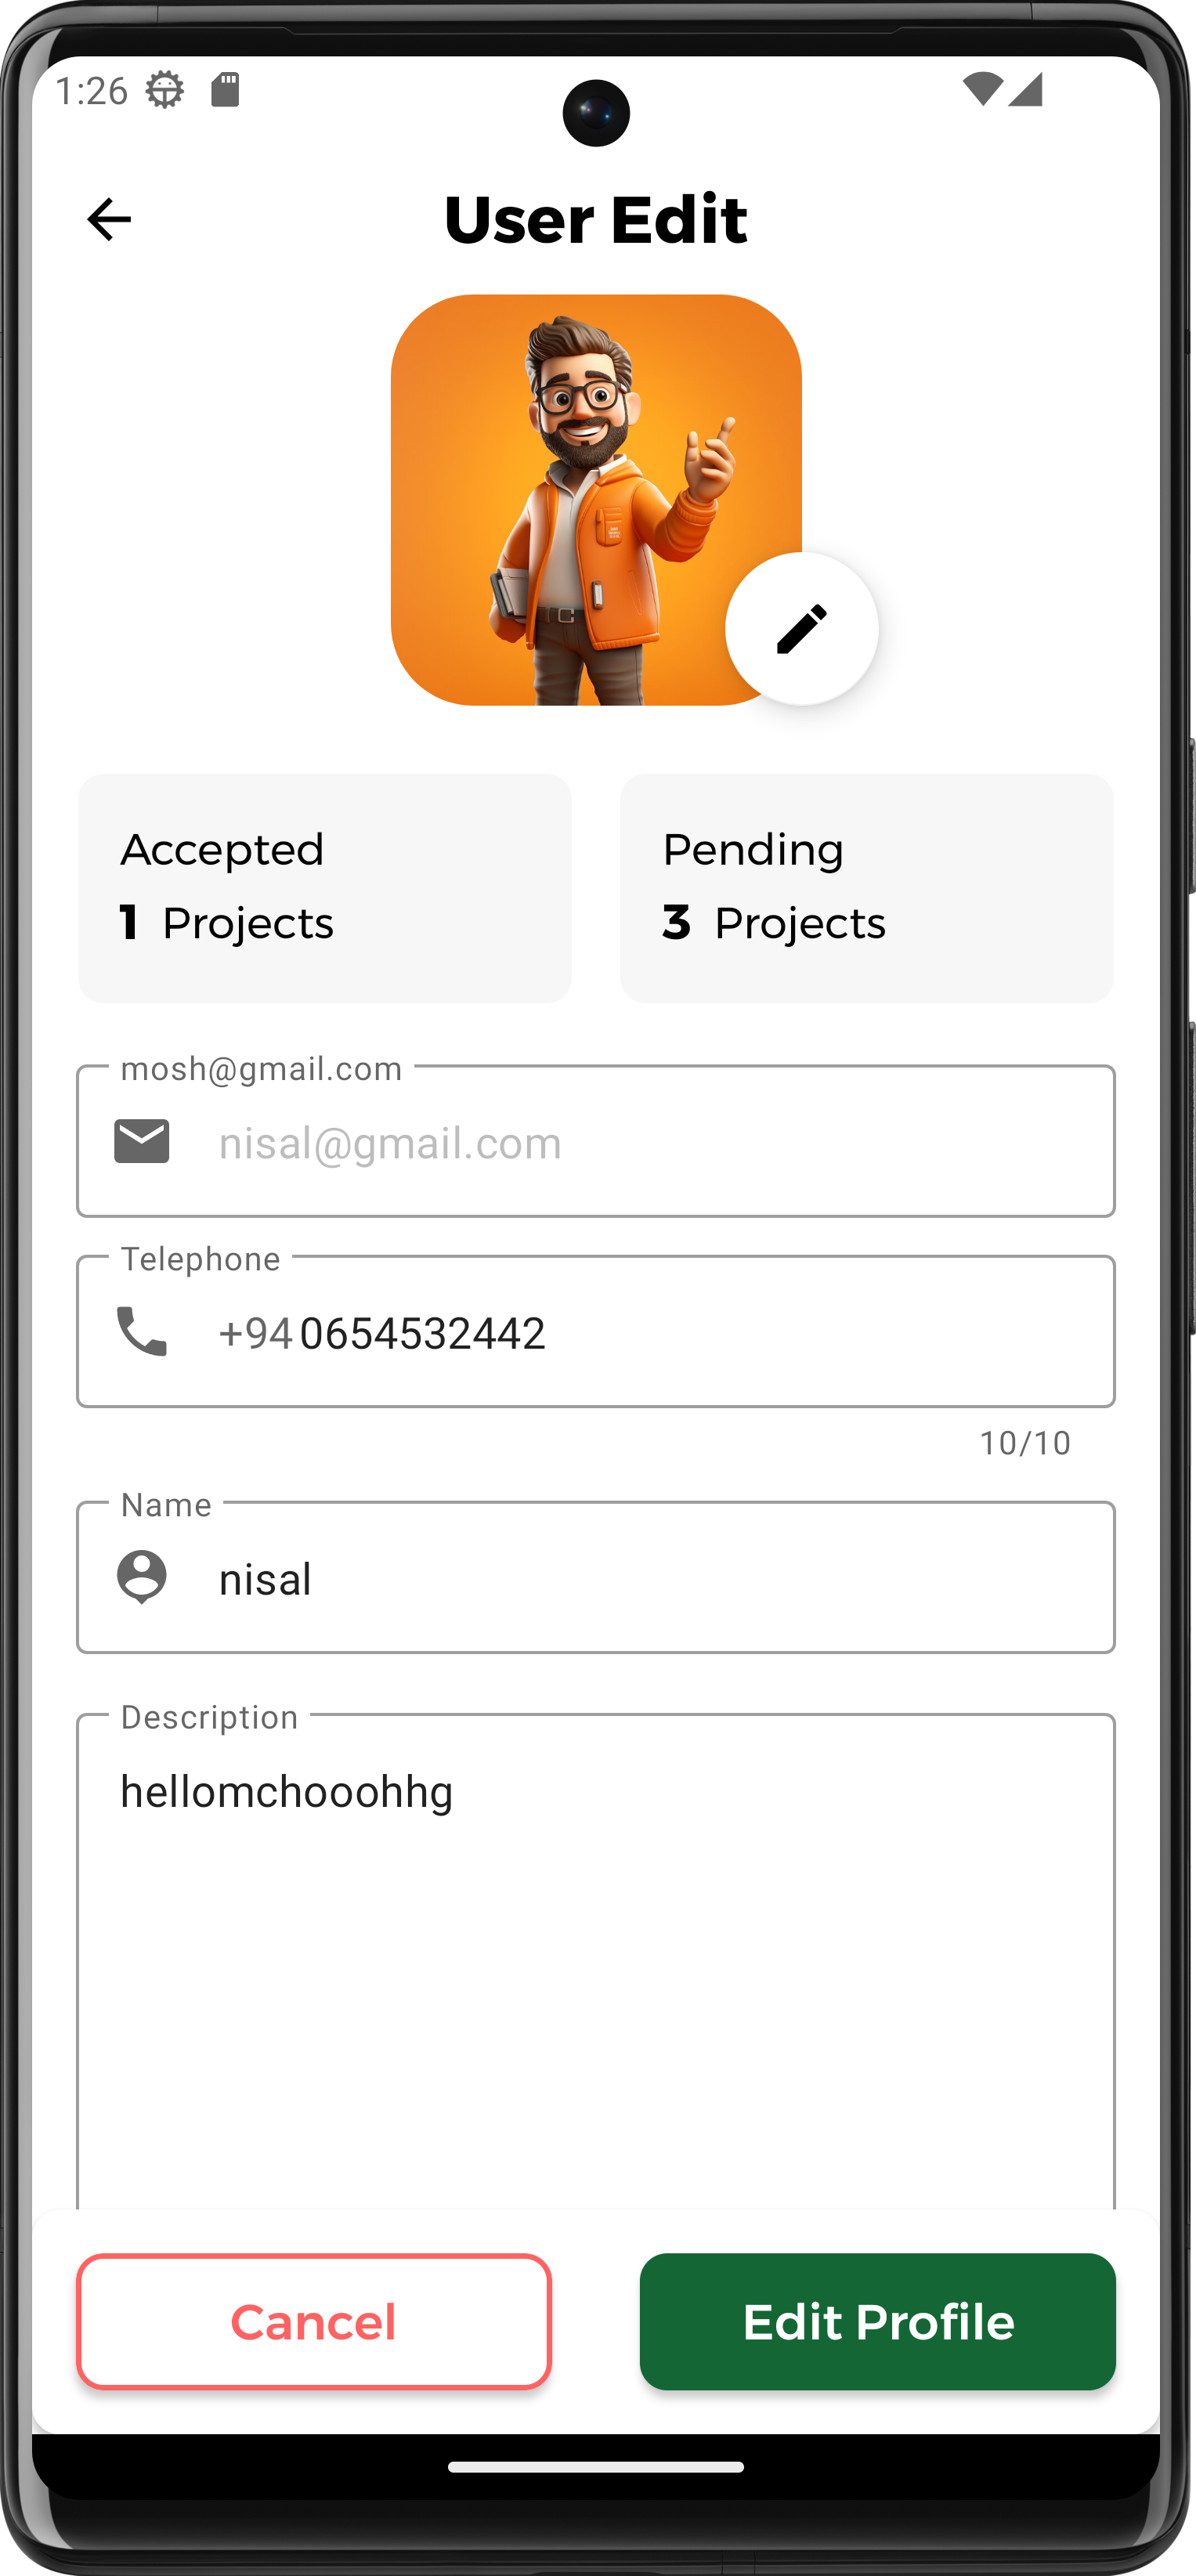 1:26
User Edit
Accepted
1 Projects
Pending
3 Projects
mosh@gmail.com
nisal@gmail.com
Telephone
+94 0654532442
10/10
Name
nisal
Description
hellomchooohhg
Cancel
Edit Profile